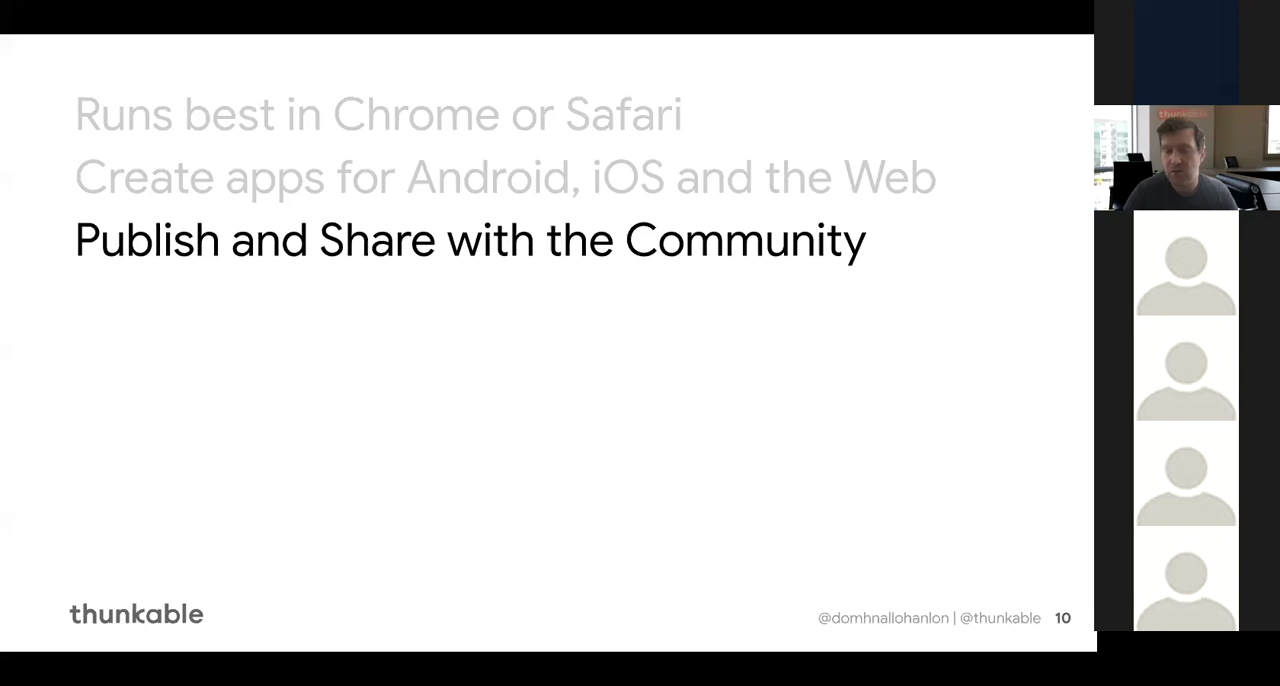 Runs best in Chrome or Safari
Create apps for Android, iOS and the Web
Publish and Share with the Community
thunkable
@domhnallohanlon | @thunkable 10
thunkable